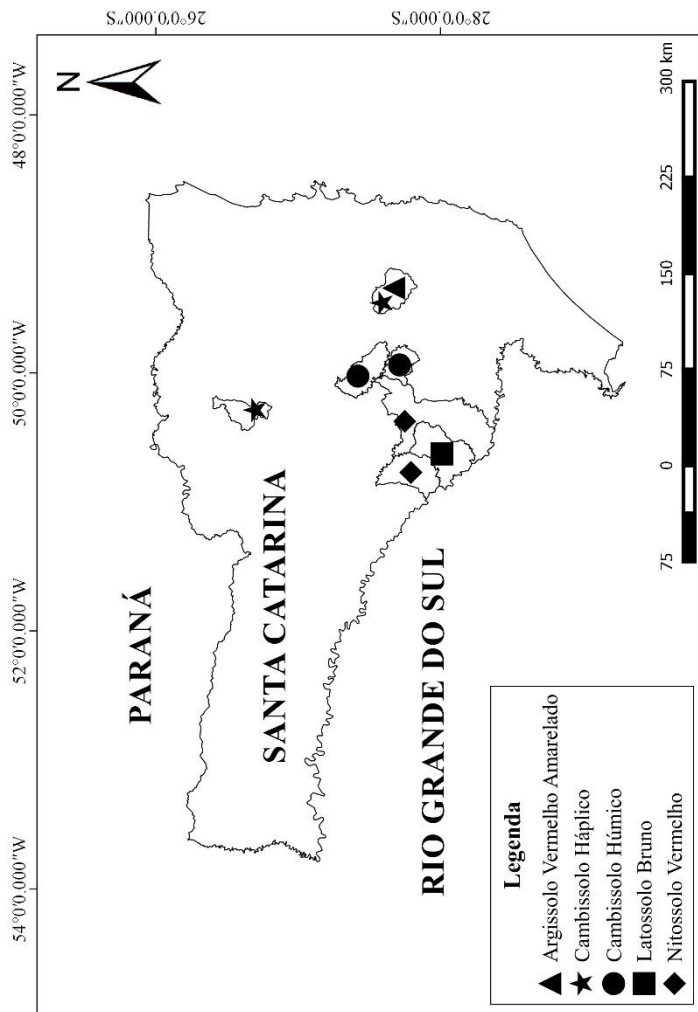 54°0'0.000"W
52°0'0.000"W
50°0'0.000"W
48°0'0.000"W
26°0'0.000"S
28°0'0.000"S
N
PARANÁ
SANTA CATARINA
RIO GRANDE DO SUL
Legenda
Argissolo Vermelho Amarelado
Cambissolo Háplico
Cambissolo Húmico
Latossolo Bruno
Nitossolo Vermelho
75 0 75 150 225 300 km